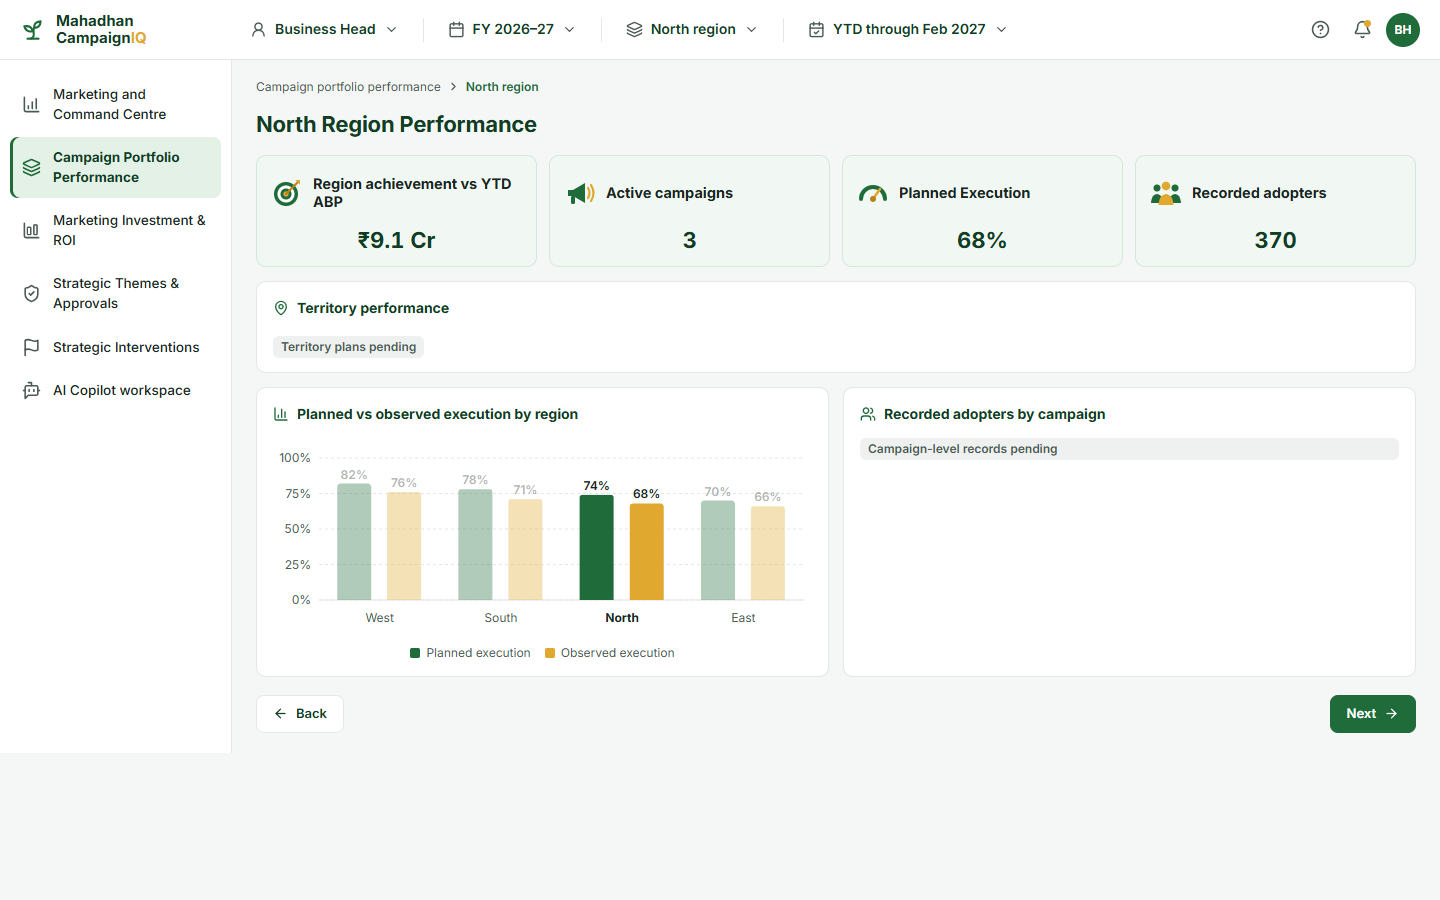 Mahadhan
CampaignIQ
Business Head
FY 2026–27
North region
YTD through Feb 2027
BH
Marketing and
Command Centre
Campaign Portfolio
Performance
Marketing Investment &
ROI
Strategic Themes &
Approvals
Strategic Interventions
AI Copilot workspace
Campaign portfolio performance > North region
North Region Performance
Region achievement vs YTD
ABP
₹9.1 Cr
Active campaigns
3
Planned Execution
68%
Recorded adopters
370
Territory performance
Territory plans pending
Planned vs observed execution by region
100%
75%
50%
25%
0%
82%
76%
78%
71%
74%
68%
70%
66%
West
South
North
East
Planned execution
Observed execution
Recorded adopters by campaign
Campaign-level records pending
Back
Next